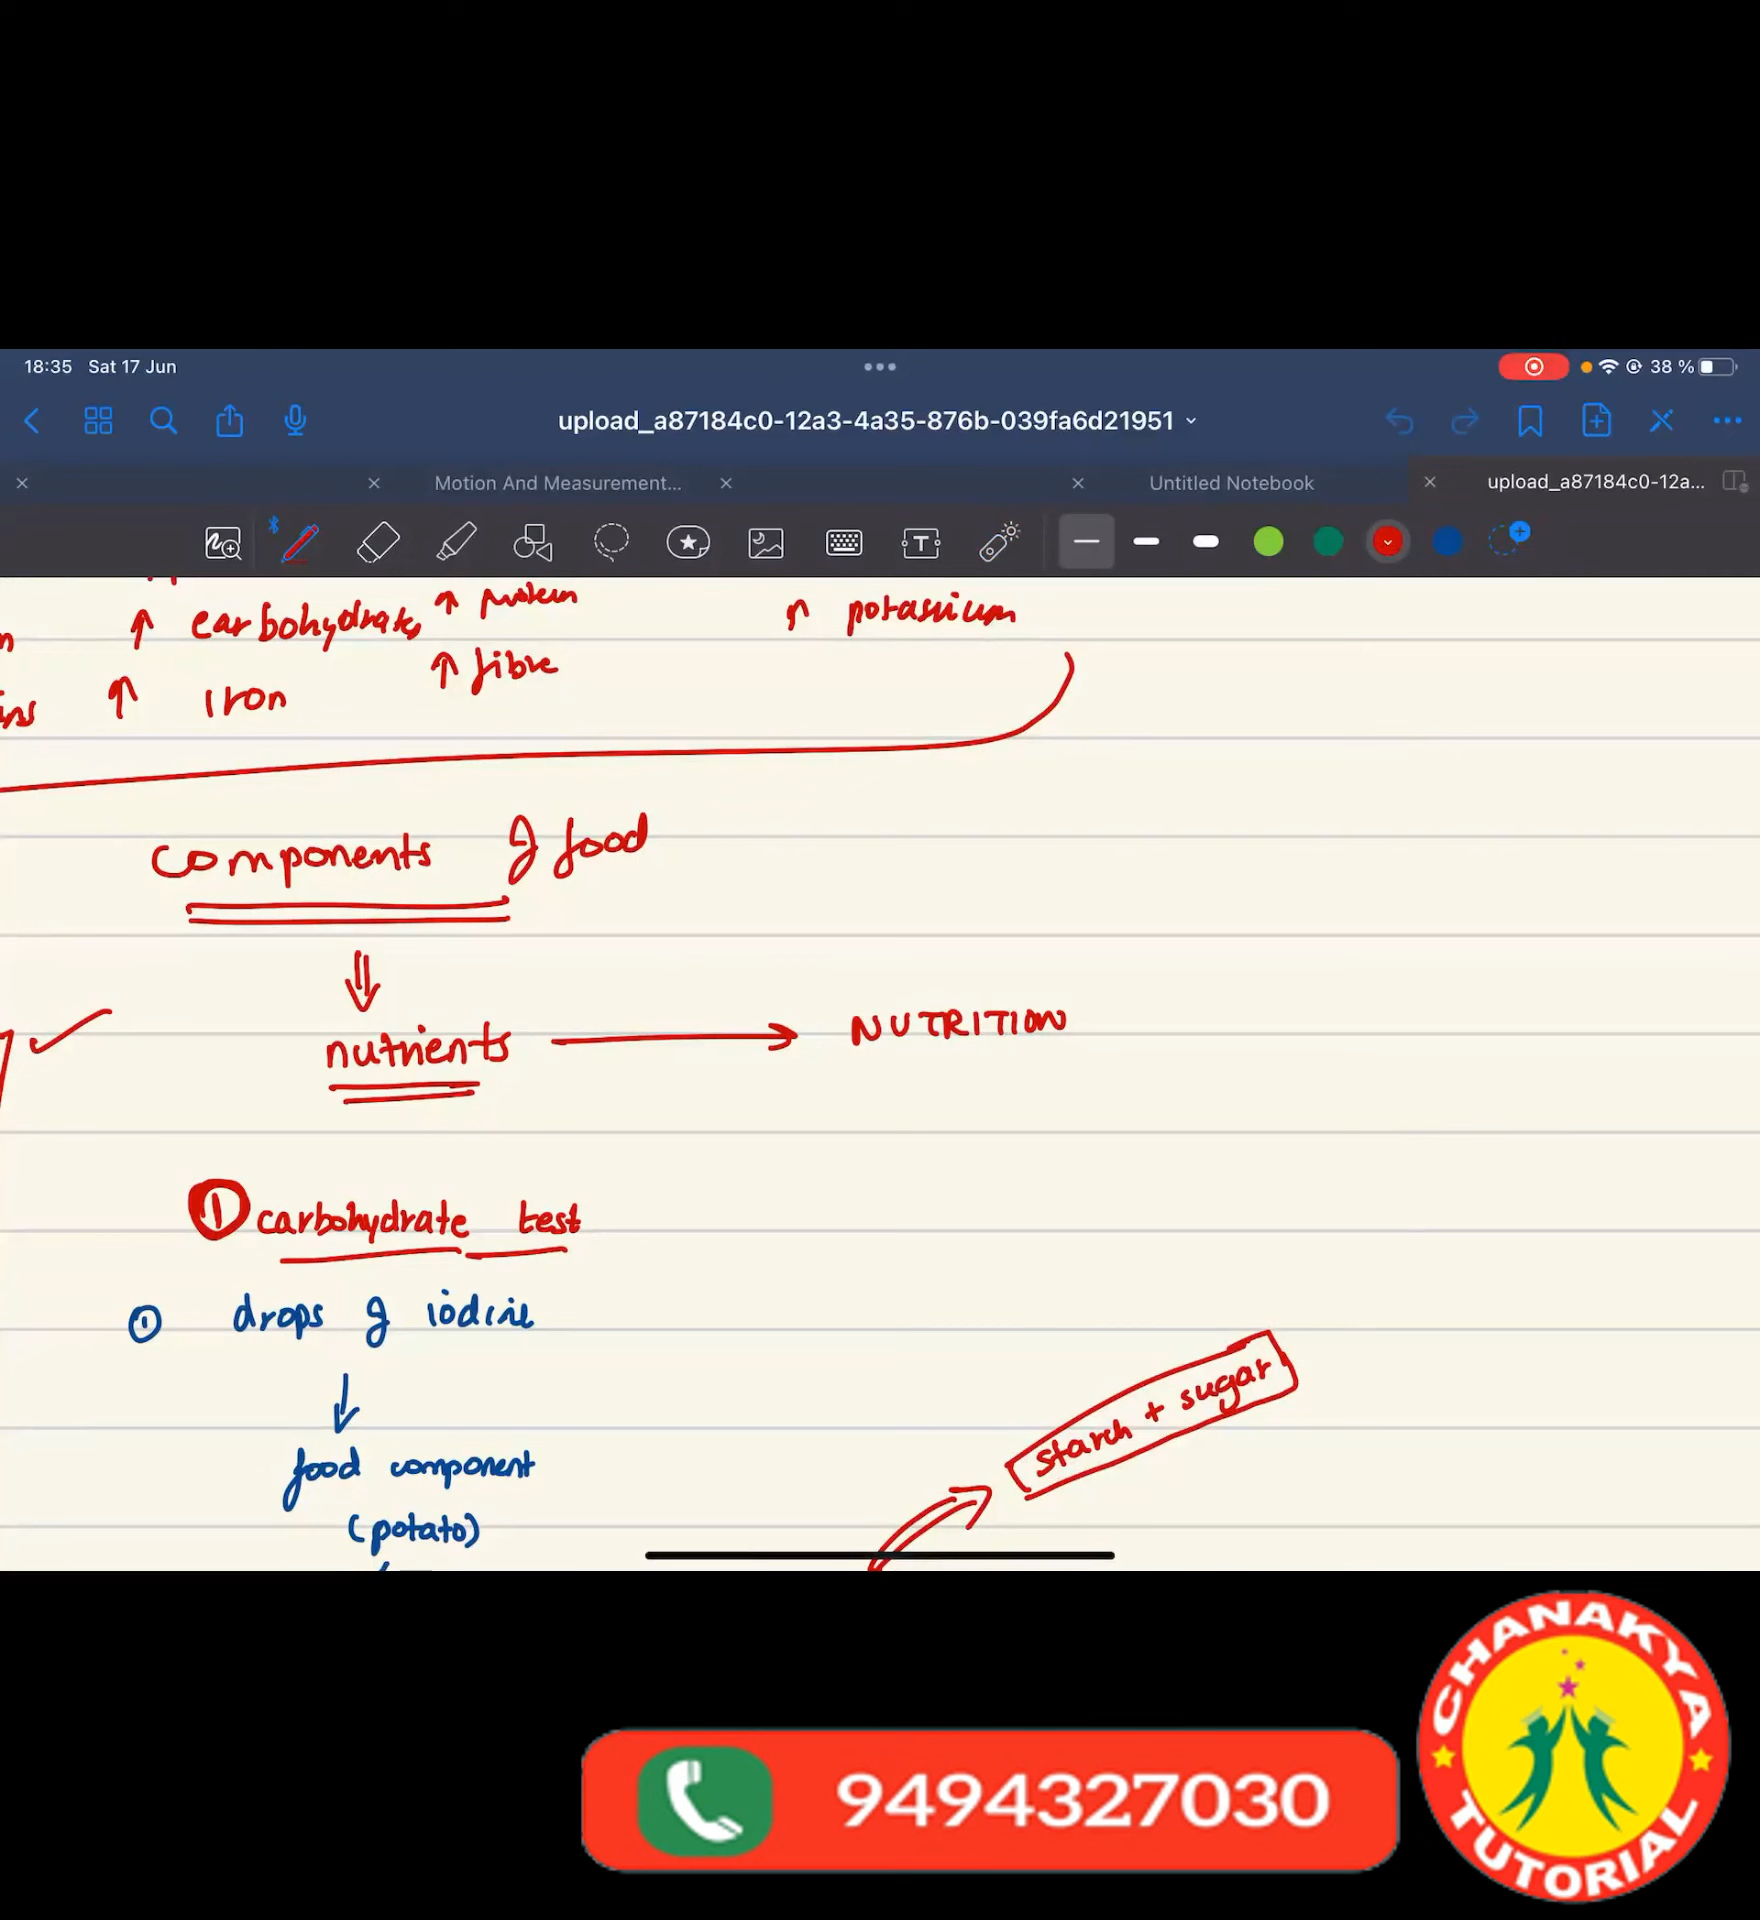 18:35 Sat 17 Jun
38 %
upload_a87184c0-12a3-4a35-876b-039fa6d21951
Motion And Measurement...
Untitled Notebook
upload_a87184c0-12a...
T
↑ carbohydrates ↑ protein ↑ potassium
↑ Iron ↑ fibre
Components of food
nutrients → NUTRITION
① carbohydrate test
① drops of iodine
↓
food component
(potato)
starch + sugar
9494327030
CHANAKYA
TUTORIAL